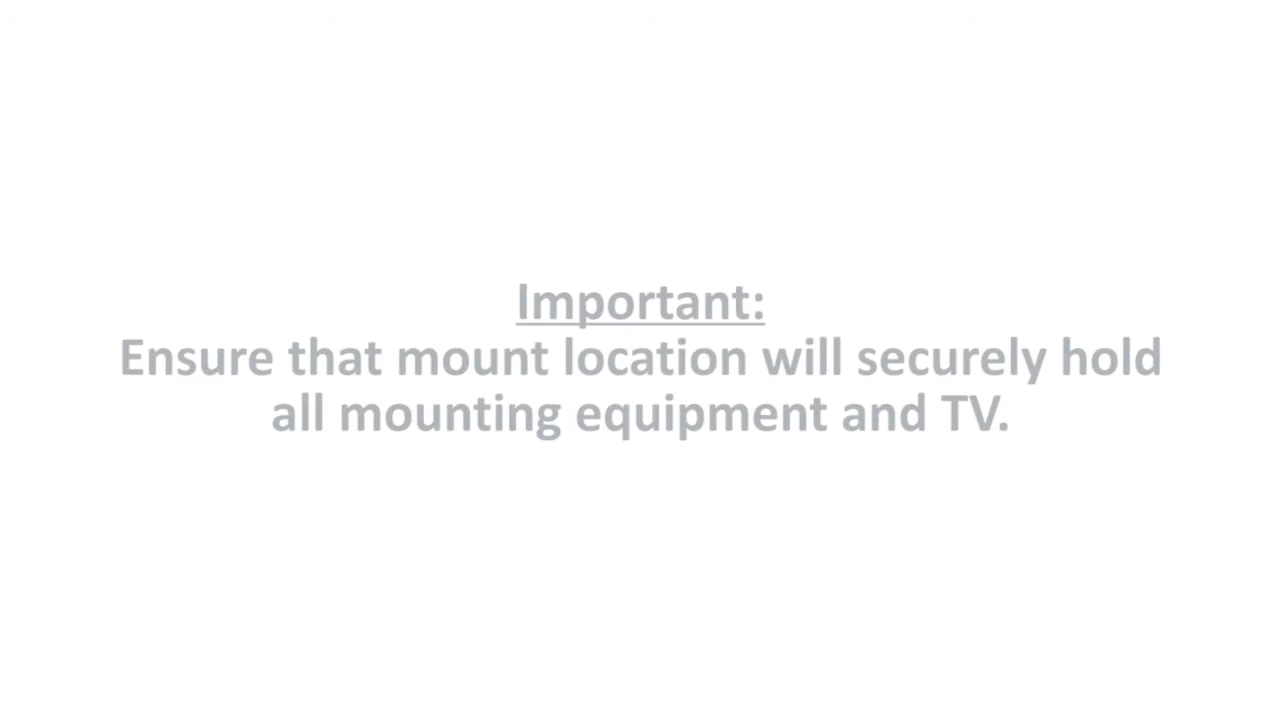 Important:
Ensure that mount location will securely hold
all mounting equipment and TV.